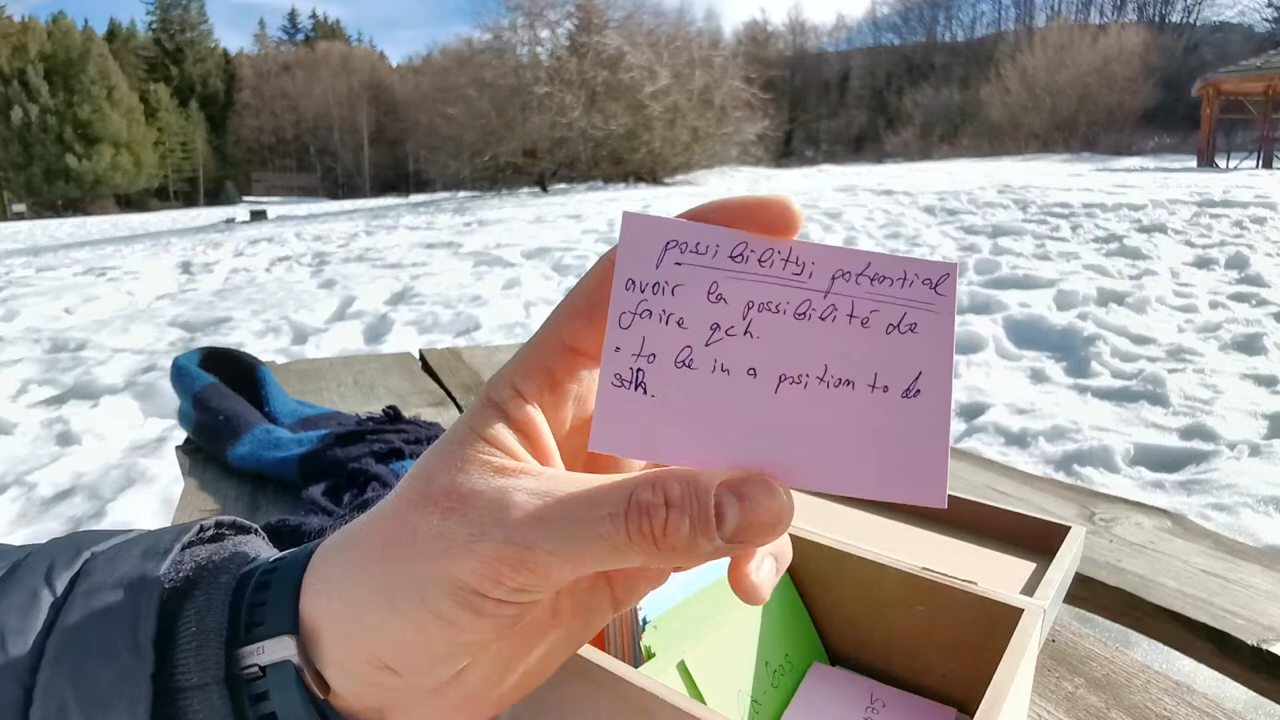 possibility; potential
avoir la possibilité de
faire qch.
= to be in a position to do
sth.